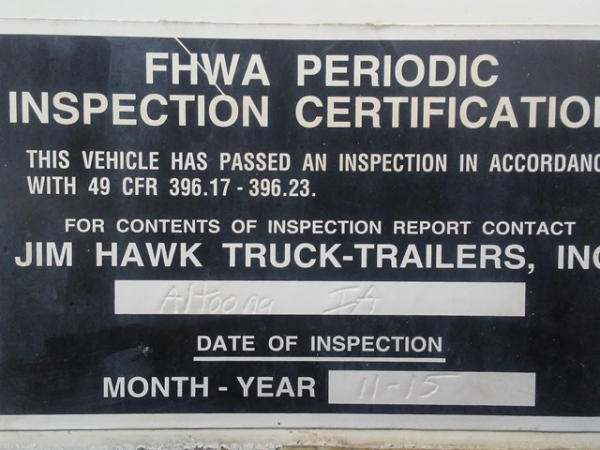 FHWA PERIODIC
INSPECTION CERTIFICATION
THIS VEHICLE HAS PASSED AN INSPECTION IN ACCORDANC
WITH 49 CFR 396.17 - 396.23.
FOR CONTENTS OF INSPECTION REPORT CONTACT
JIM HAWK TRUCK-TRAILERS, INC
Altoona IA
DATE OF INSPECTION
MONTH - YEAR 11-15